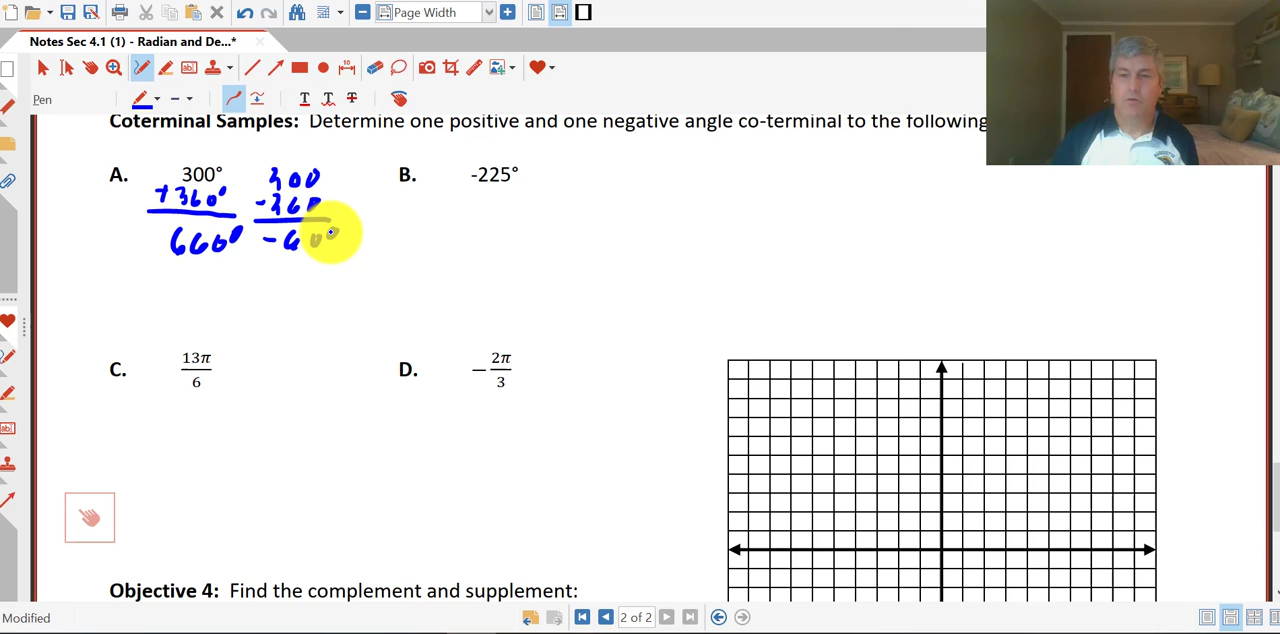 Page Width
Notes Sec 4.1 (1) - Radian and De...*
Pen
Coterminal Samples: Determine one positive and one negative angle co-terminal to the following
A. 300° 300 B. -225°
+360° -360
660° -60°
C. 13π/6 D. -2π/3
Objective 4: Find the complement and supplement:
Modified
2 of 2